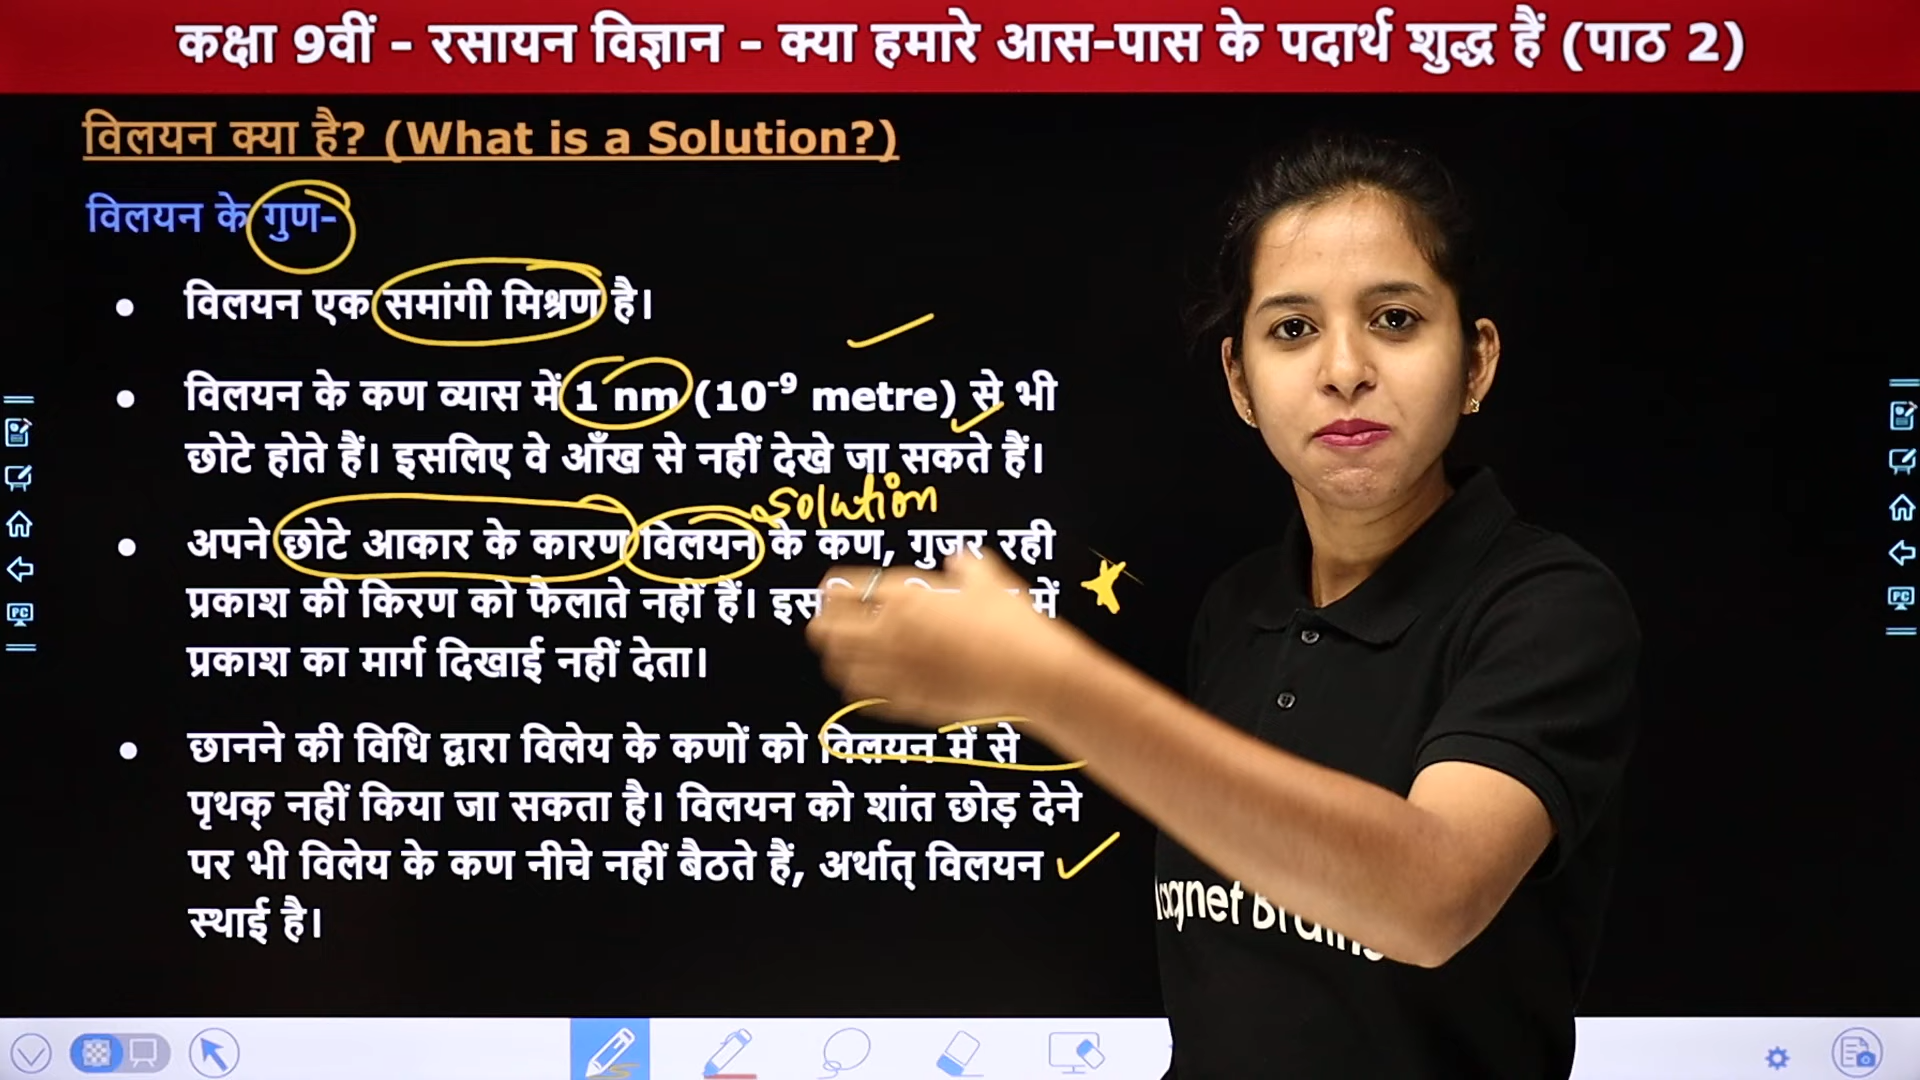 कक्षा 9वीं - रसायन विज्ञान - क्या हमारे आस-पास के पदार्थ शुद्ध हैं (पाठ 2)
विलयन क्या है? (What is a Solution?)
विलयन के गुण-
• विलयन एक समांगी मिश्रण है।
• विलयन के कण व्यास में 1 nm (10⁻⁹ metre) से भी
छोटे होते हैं। इसलिए वे आँख से नहीं देखे जा सकते हैं।
solution
• अपने छोटे आकार के कारण विलयन के कण, गुजर रही
प्रकाश की किरण को फैलाते नहीं हैं। में
प्रकाश का मार्ग दिखाई नहीं देता।
• छानने की विधि द्वारा विलेय के कणों को विलयन में से
पृथक् नहीं किया जा सकता है। विलयन को शांत छोड़ देने
पर भी विलेय के कण नीचे नहीं बैठते हैं, अर्थात् विलयन
स्थाई है।
PC
PC